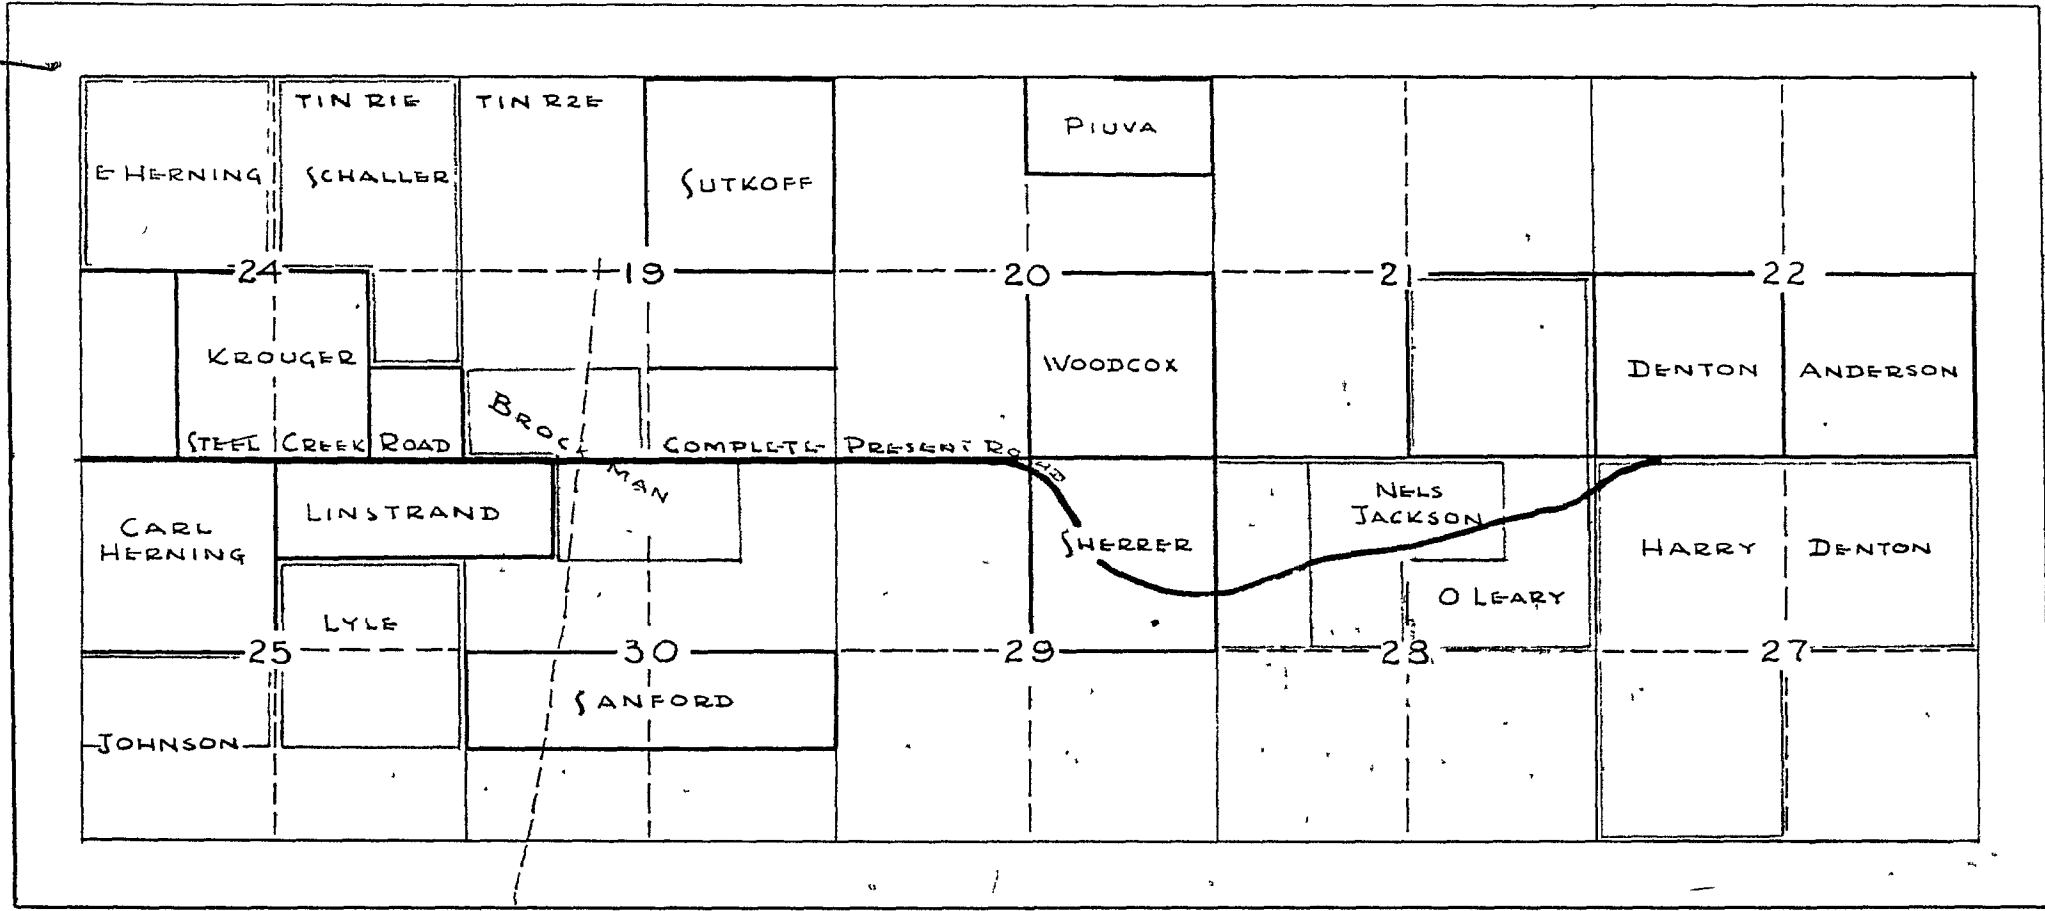 TIN RIE
TIN R2E
PIUVA
E HERNING
SCHALLER
SUTKOFF
24
19
20
21
22
KROUGER
WOODCOX
DENTON
ANDERSON
BROCKMAN
STEEL CREEK ROAD
COMPLETE PRESENT ROAD
LINSTRAND
CARL
HERNING
NELS
JACKSON
SHERRER
HARRY DENTON
O LEARY
LYLE
25
30
29
28
27
SANFORD
JOHNSON